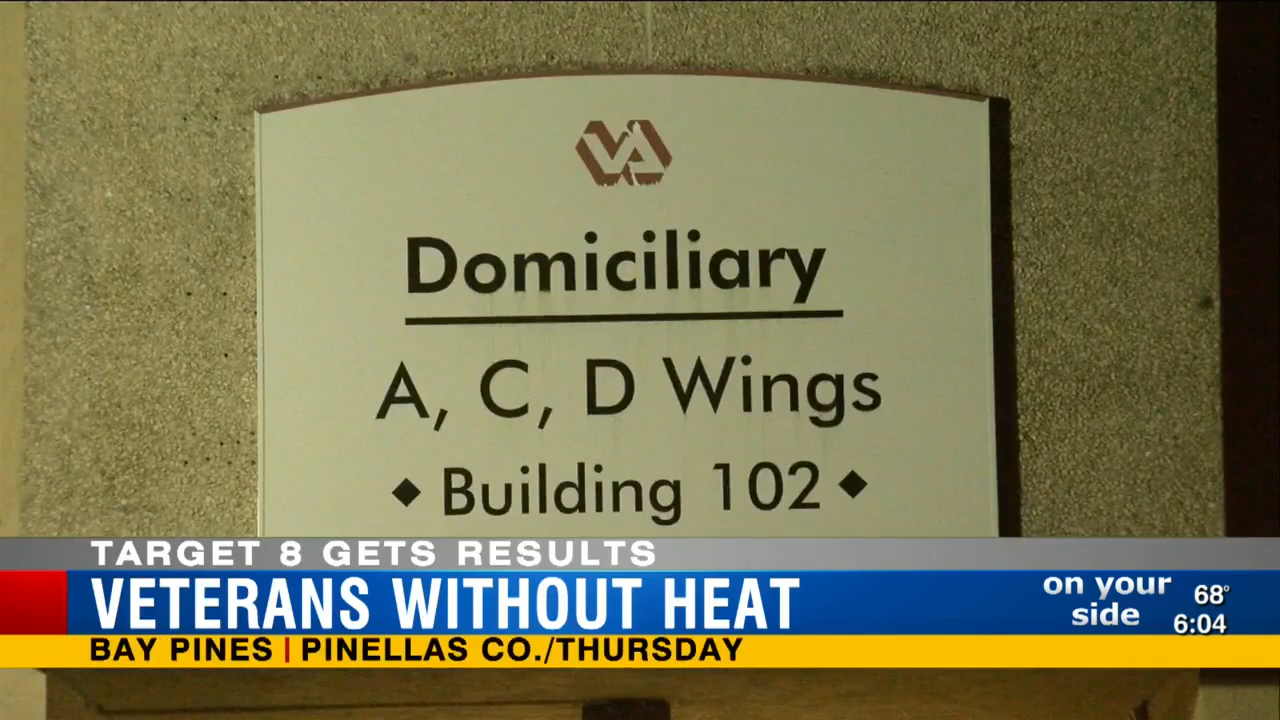 VA
Domiciliary
A, C, D Wings
◆ Building 102 ◆
TARGET 8 GETS RESULTS
VETERANS WITHOUT HEAT
BAY PINES | PINELLAS CO./THURSDAY
on your
side
68°
6:04